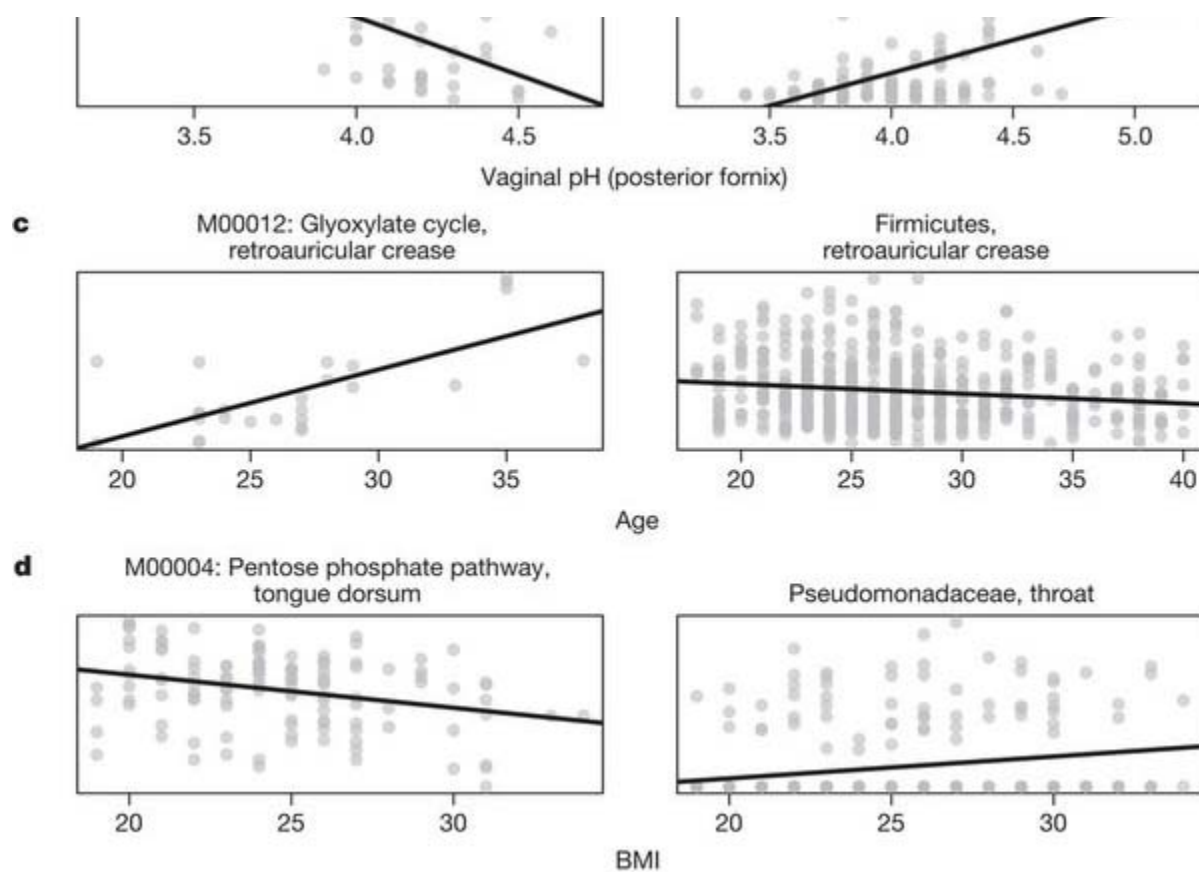 3.5 4.0 4.5 3.5 4.0 4.5 5.0
Vaginal pH (posterior fornix)
c
M00012: Glyoxylate cycle,
retroauricular crease
Firmicutes,
retroauricular crease
20 25 30 35 20 25 30 35 40
Age
d
M00004: Pentose phosphate pathway,
tongue dorsum
Pseudomonadaceae, throat
20 25 30 20 25 30
BMI